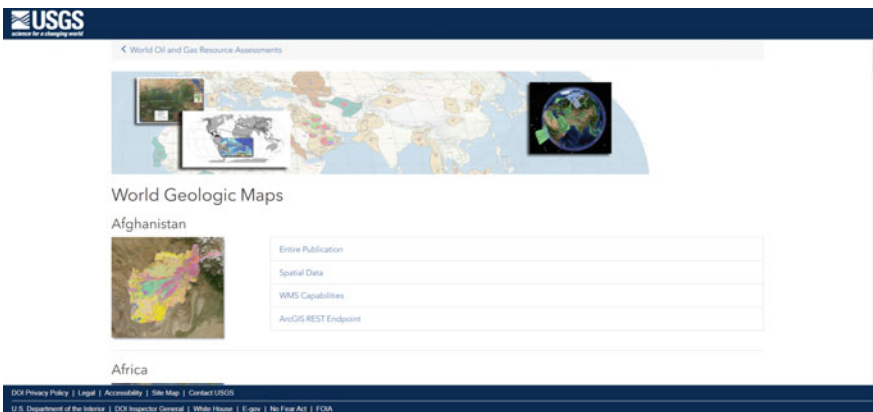 USGS
science for a changing world
World Oil and Gas Resource Assessments
World Geologic Maps
Afghanistan
Entire Publication
Spatial Data
WMS Capabilities
ArcGIS REST Endpoint
Africa
DOI Privacy Policy | Legal | Accessibility | Site Map | Contact USGS
U.S. Department of the Interior | DOI Inspector General | White House | E-gov | No Fear Act | FOIA